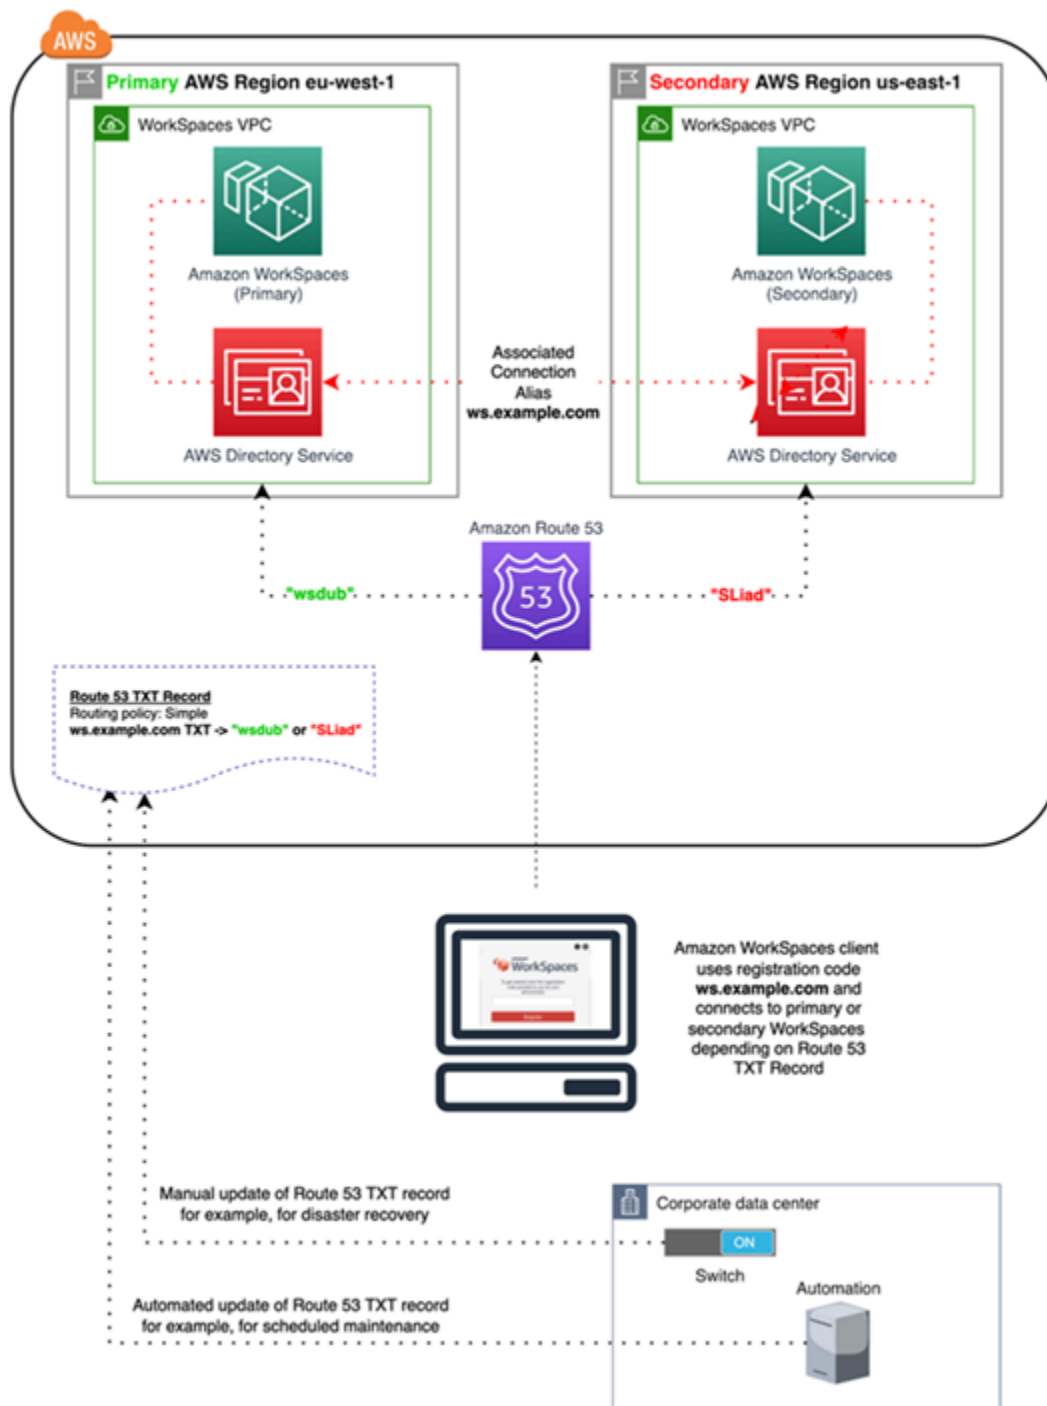 AWS
Primary AWS Region eu-west-1
Secondary AWS Region us-east-1
WorkSpaces VPC
WorkSpaces VPC
Amazon WorkSpaces
(Primary)
Amazon WorkSpaces
(Secondary)
Associated
Connection
Alias
ws.example.com
AWS Directory Service
AWS Directory Service
Amazon Route 53
53
"wsdub"
"SLiad"
Route 53 TXT Record
Routing policy: Simple
ws.example.com TXT -> "wsdub" or "SLiad"
WorkSpaces
Register
Amazon WorkSpaces client
uses registration code
ws.example.com and
connects to primary or
secondary WorkSpaces
depending on Route 53
TXT Record
Manual update of Route 53 TXT record
for example, for disaster recovery
Corporate data center
ON
Switch
Automation
Automated update of Route 53 TXT record
for example, for scheduled maintenance